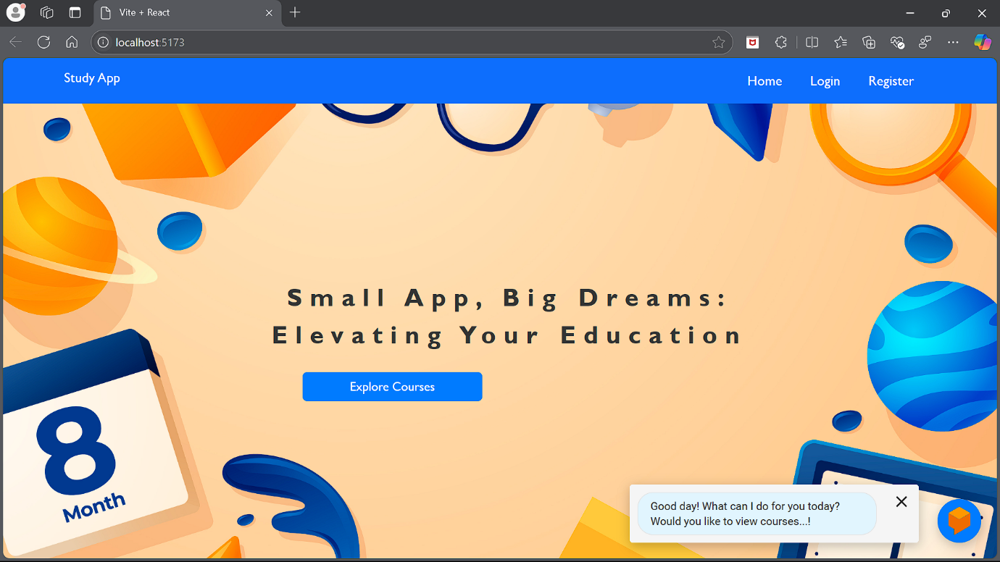 Vite + React
localhost:5173
Study App
Home Login Register
Small App, Big Dreams:
Elevating Your Education
Explore Courses
8
Month
Good day! What can I do for you today?
Would you like to view courses...!